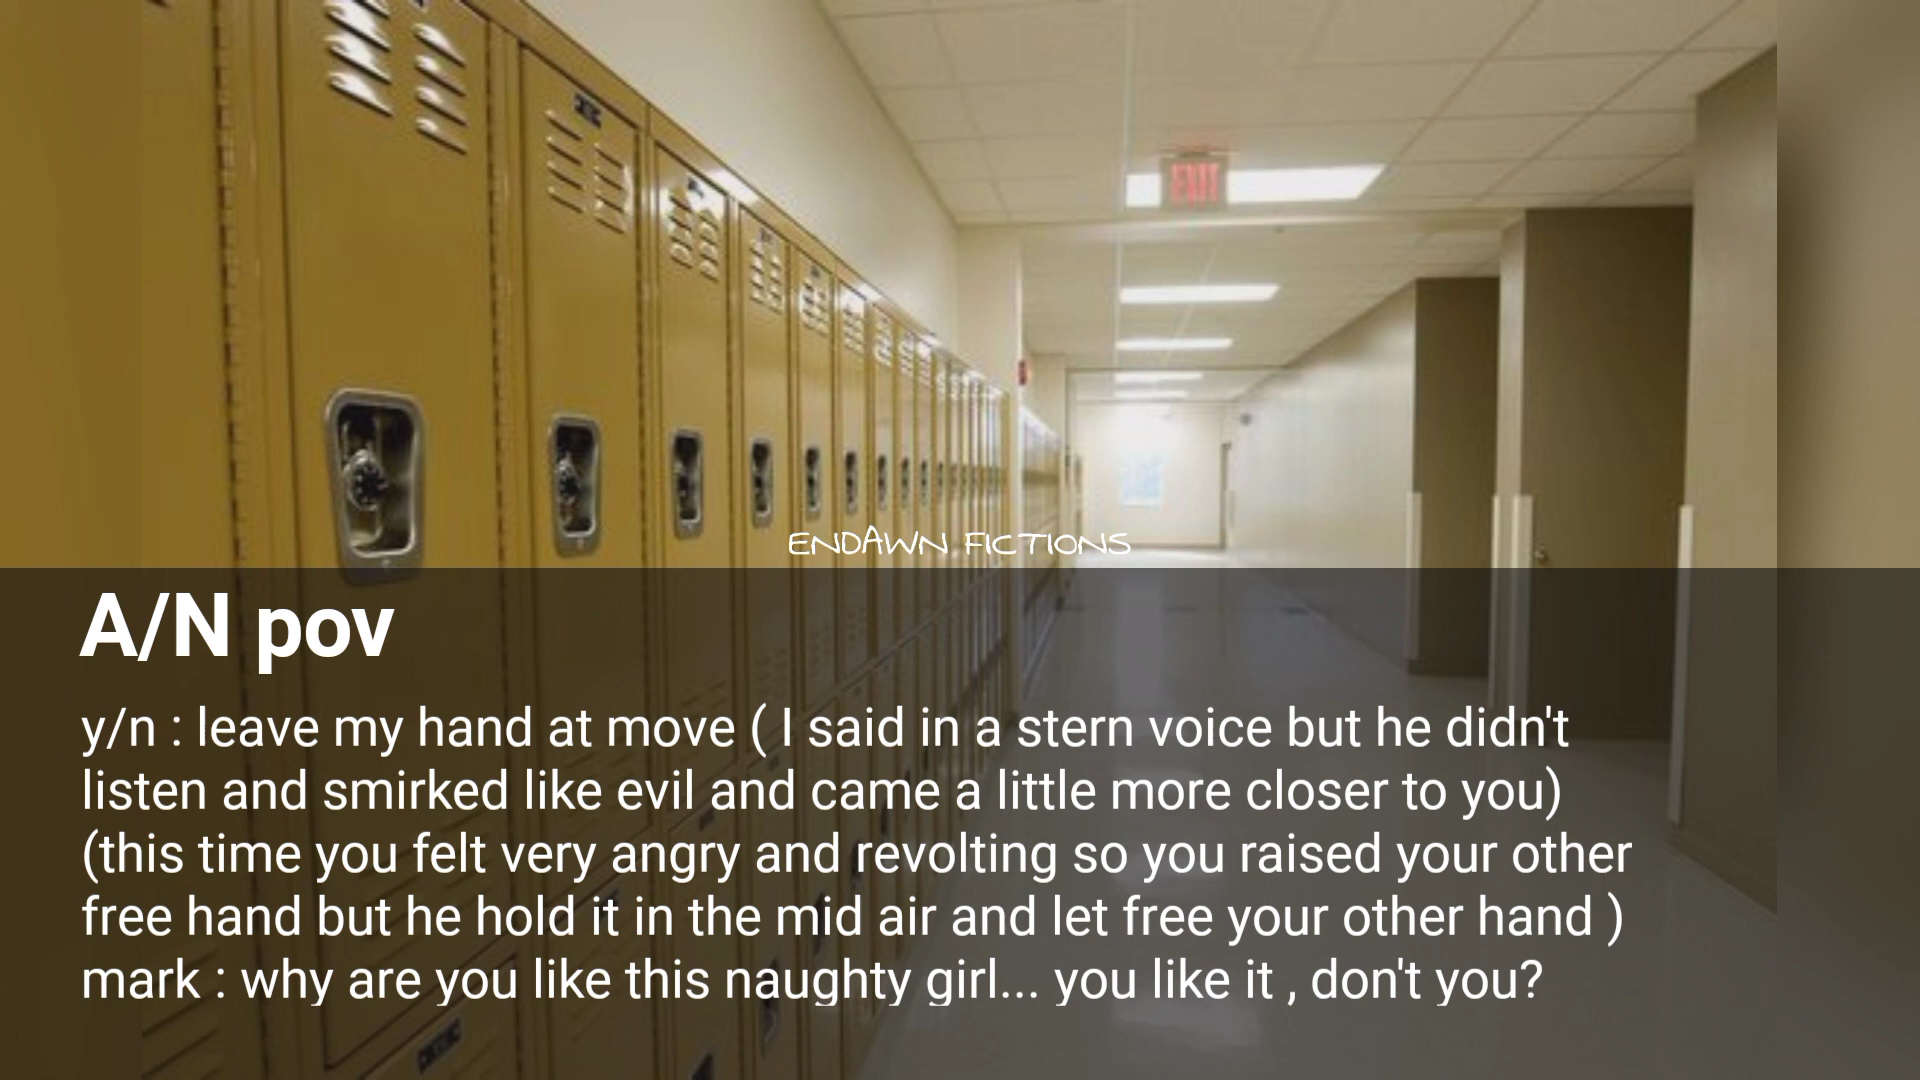 EXIT
ENDAWN FICTIONS
A/N pov
y/n : leave my hand at move ( I said in a stern voice but he didn't
listen and smirked like evil and came a little more closer to you)
(this time you felt very angry and revolting so you raised your other
free hand but he hold it in the mid air and let free your other hand )
mark : why are you like this naughty girl... you like it , don't you?